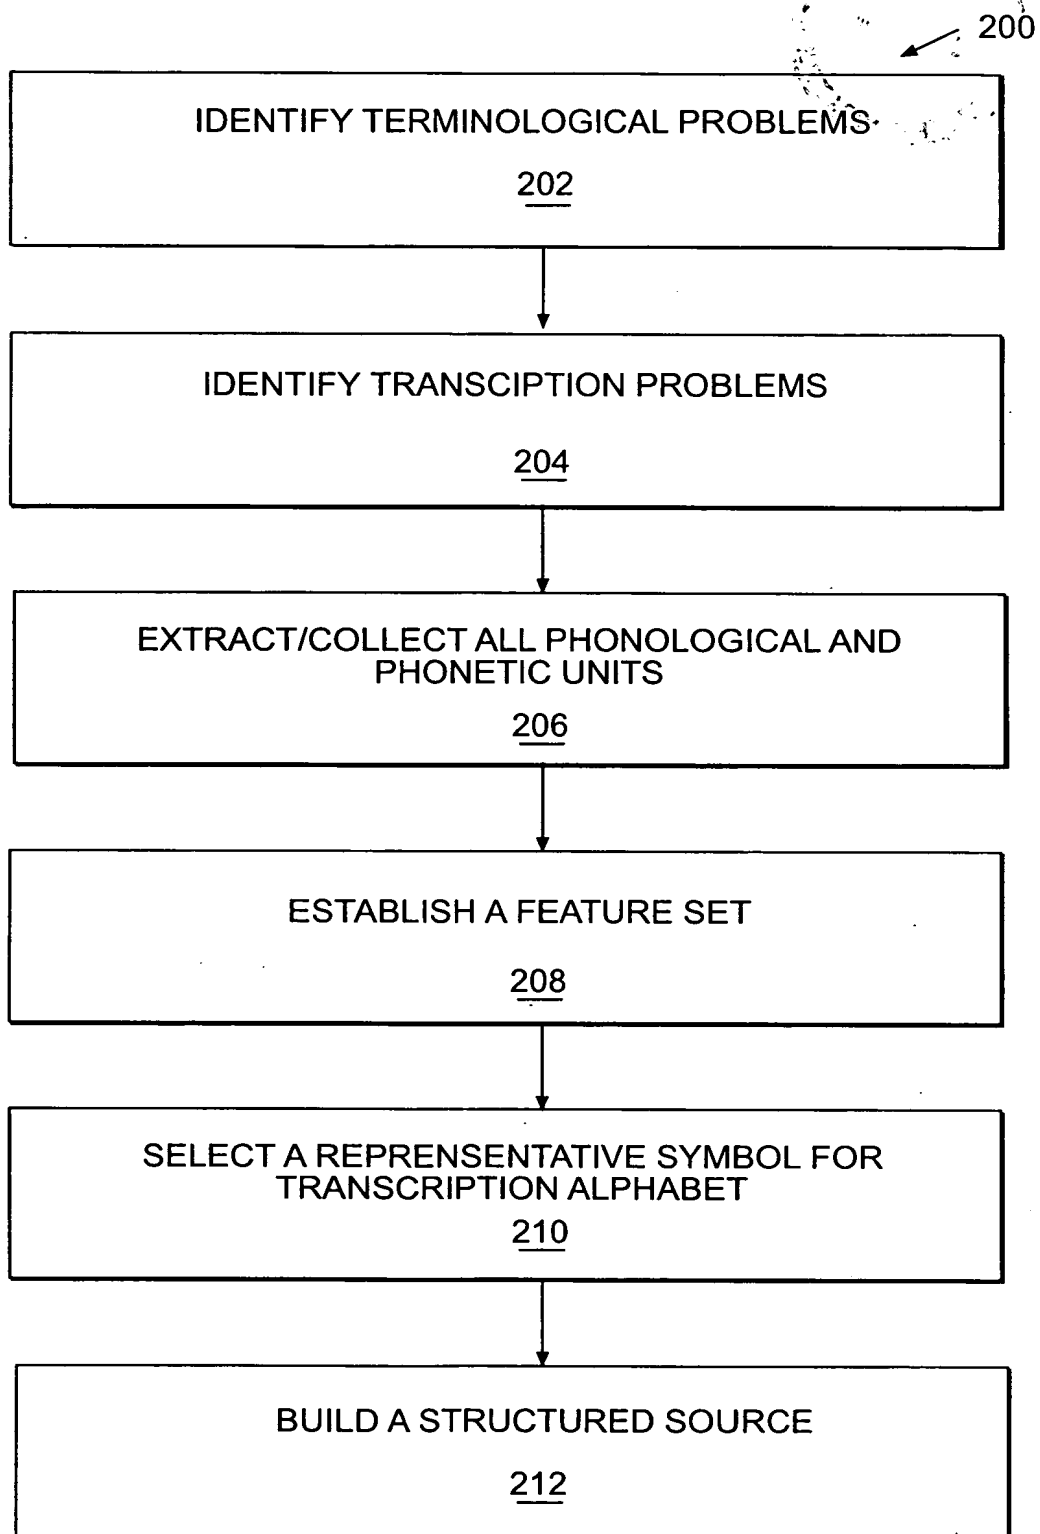 200
IDENTIFY TERMINOLOGICAL PROBLEMS
202
IDENTIFY TRANSCIPTION PROBLEMS
204
EXTRACT/COLLECT ALL PHONOLOGICAL AND
PHONETIC UNITS
206
ESTABLISH A FEATURE SET
208
SELECT A REPRENSENTATIVE SYMBOL FOR
TRANSCRIPTION ALPHABET
210
BUILD A STRUCTURED SOURCE
212